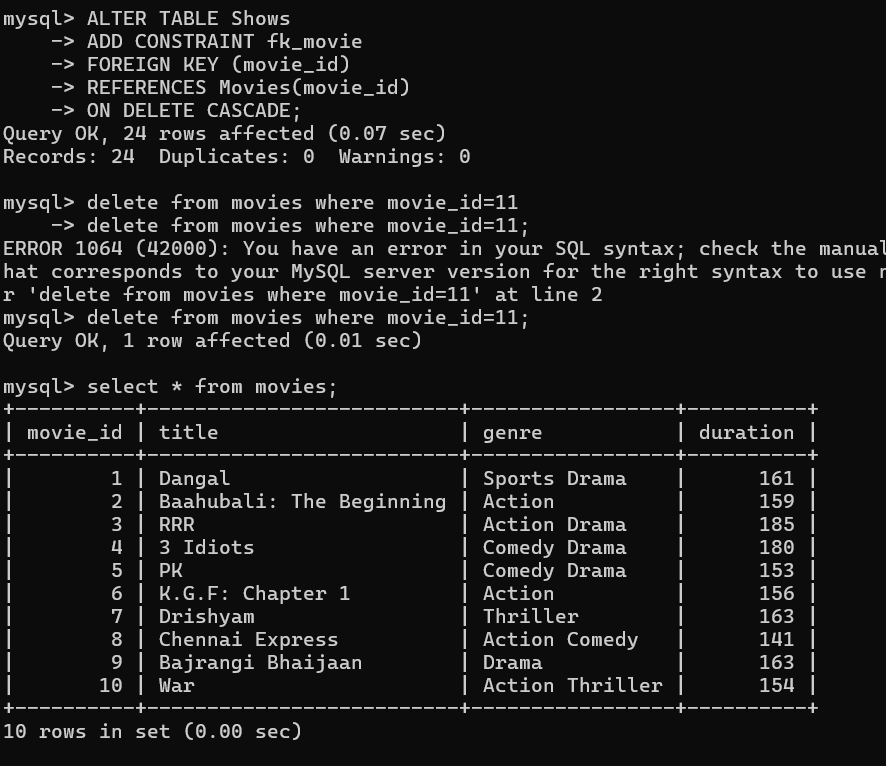 mysql> ALTER TABLE Shows
    -> ADD CONSTRAINT fk_movie
    -> FOREIGN KEY (movie_id)
    -> REFERENCES Movies(movie_id)
    -> ON DELETE CASCADE;
Query OK, 24 rows affected (0.07 sec)
Records: 24  Duplicates: 0  Warnings: 0

mysql> delete from movies where movie_id=11
    -> delete from movies where movie_id=11;
ERROR 1064 (42000): You have an error in your SQL syntax; check the manual
hat corresponds to your MySQL server version for the right syntax to use n
r 'delete from movies where movie_id=11' at line 2
mysql> delete from movies where movie_id=11;
Query OK, 1 row affected (0.01 sec)

mysql> select * from movies;
+----------+--------------------------+-----------------+----------+
| movie_id | title                    | genre           | duration |
+----------+--------------------------+-----------------+----------+
|        1 | Dangal                   | Sports Drama    |      161 |
|        2 | Baahubali: The Beginning | Action          |      159 |
|        3 | RRR                      | Action Drama    |      185 |
|        4 | 3 Idiots                 | Comedy Drama    |      180 |
|        5 | PK                       | Comedy Drama    |      153 |
|        6 | K.G.F: Chapter 1         | Action          |      156 |
|        7 | Drishyam                 | Thriller        |      163 |
|        8 | Chennai Express          | Action Comedy   |      141 |
|        9 | Bajrangi Bhaijaan        | Drama           |      163 |
|       10 | War                      | Action Thriller |      154 |
+----------+--------------------------+-----------------+----------+
10 rows in set (0.00 sec)